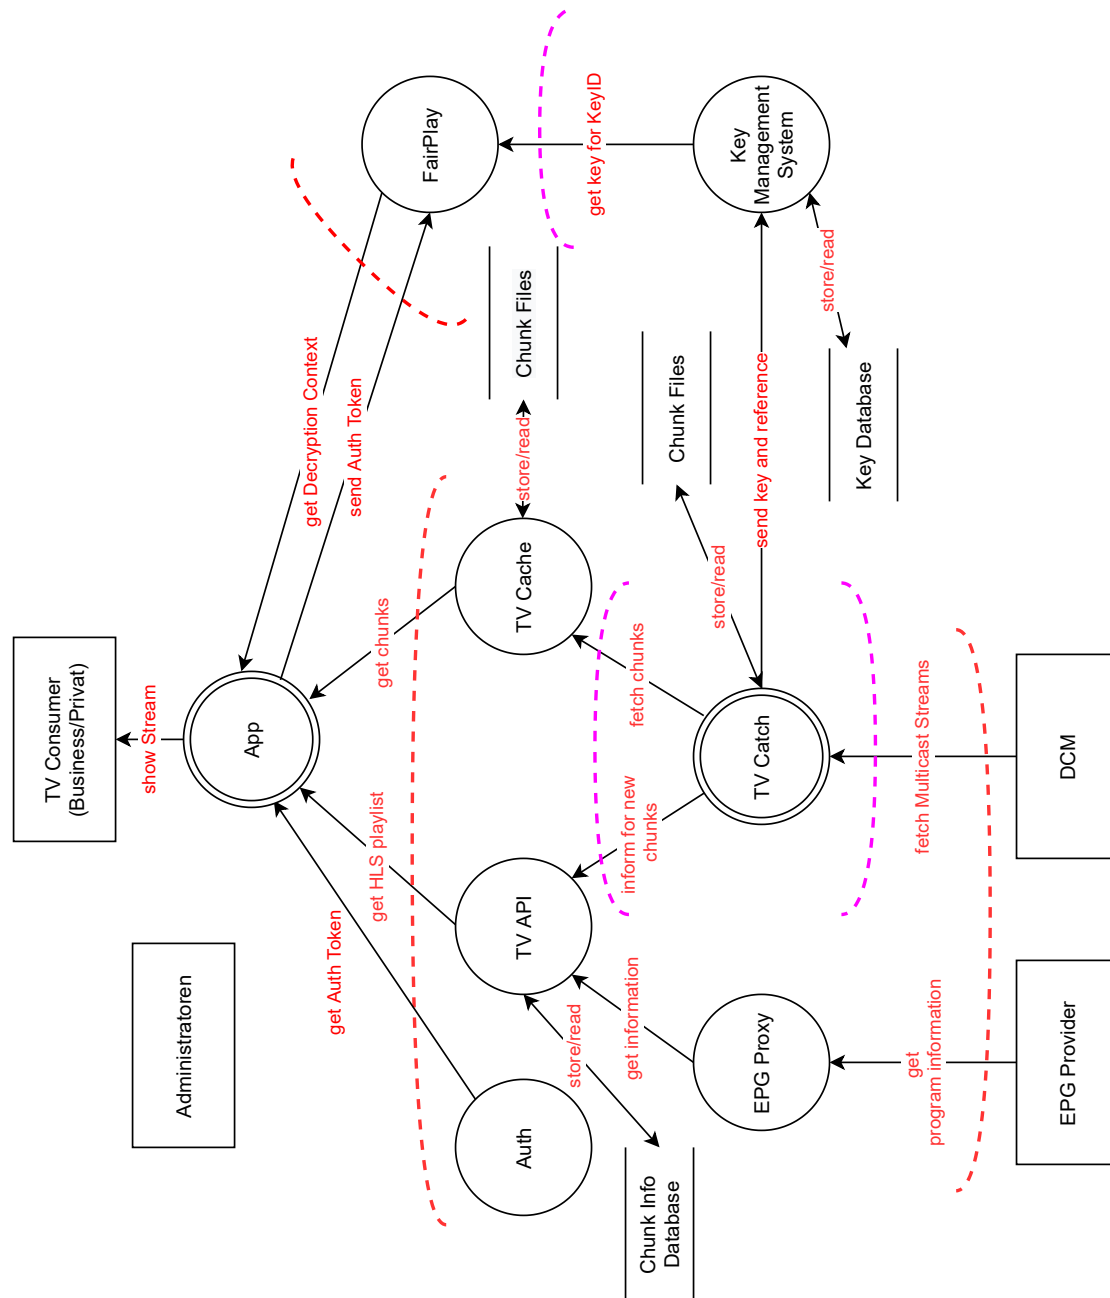 TV Consumer
(Business/Privat)
Administratoren
show Stream
App
get Auth Token
get HLS playlist
get chunks
get Decryption Context
send Auth Token
FairPlay
Auth
TV API
TV Cache
store/read
Chunk Files
get key for KeyID
Chunk Info
Database
store/read
get information
inform for new
chunks
fetch chunks
store/read
Chunk Files
EPG Proxy
TV Catch
send key and reference
Key
Management
System
store/read
Key Database
get
program information
fetch Multicast Streams
EPG Provider
DCM